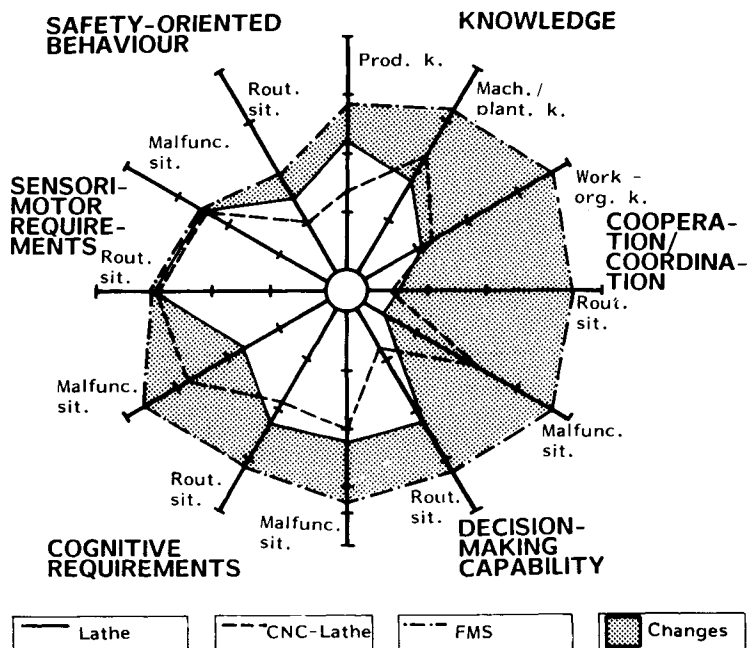 SAFETY-ORIENTED
BEHAVIOUR
KNOWLEDGE
Prod. k.
Rout.
sit.
Mach./
plant. k.
Malfunc.
sit.
Work -
org. k.
SENSORI-
MOTOR
REQUIRE-
MENTS
COOPERA-
TION/
COORDINA-
TION
Rout.
sit.
Rout.
sit.
Malfunc.
sit.
Malfunc.
sit.
Rout.
sit.
Malfunc.
sit.
Rout.
sit.
COGNITIVE
REQUIREMENTS
DECISION-
MAKING
CAPABILITY
Lathe
CNC-Lathe
FMS
Changes